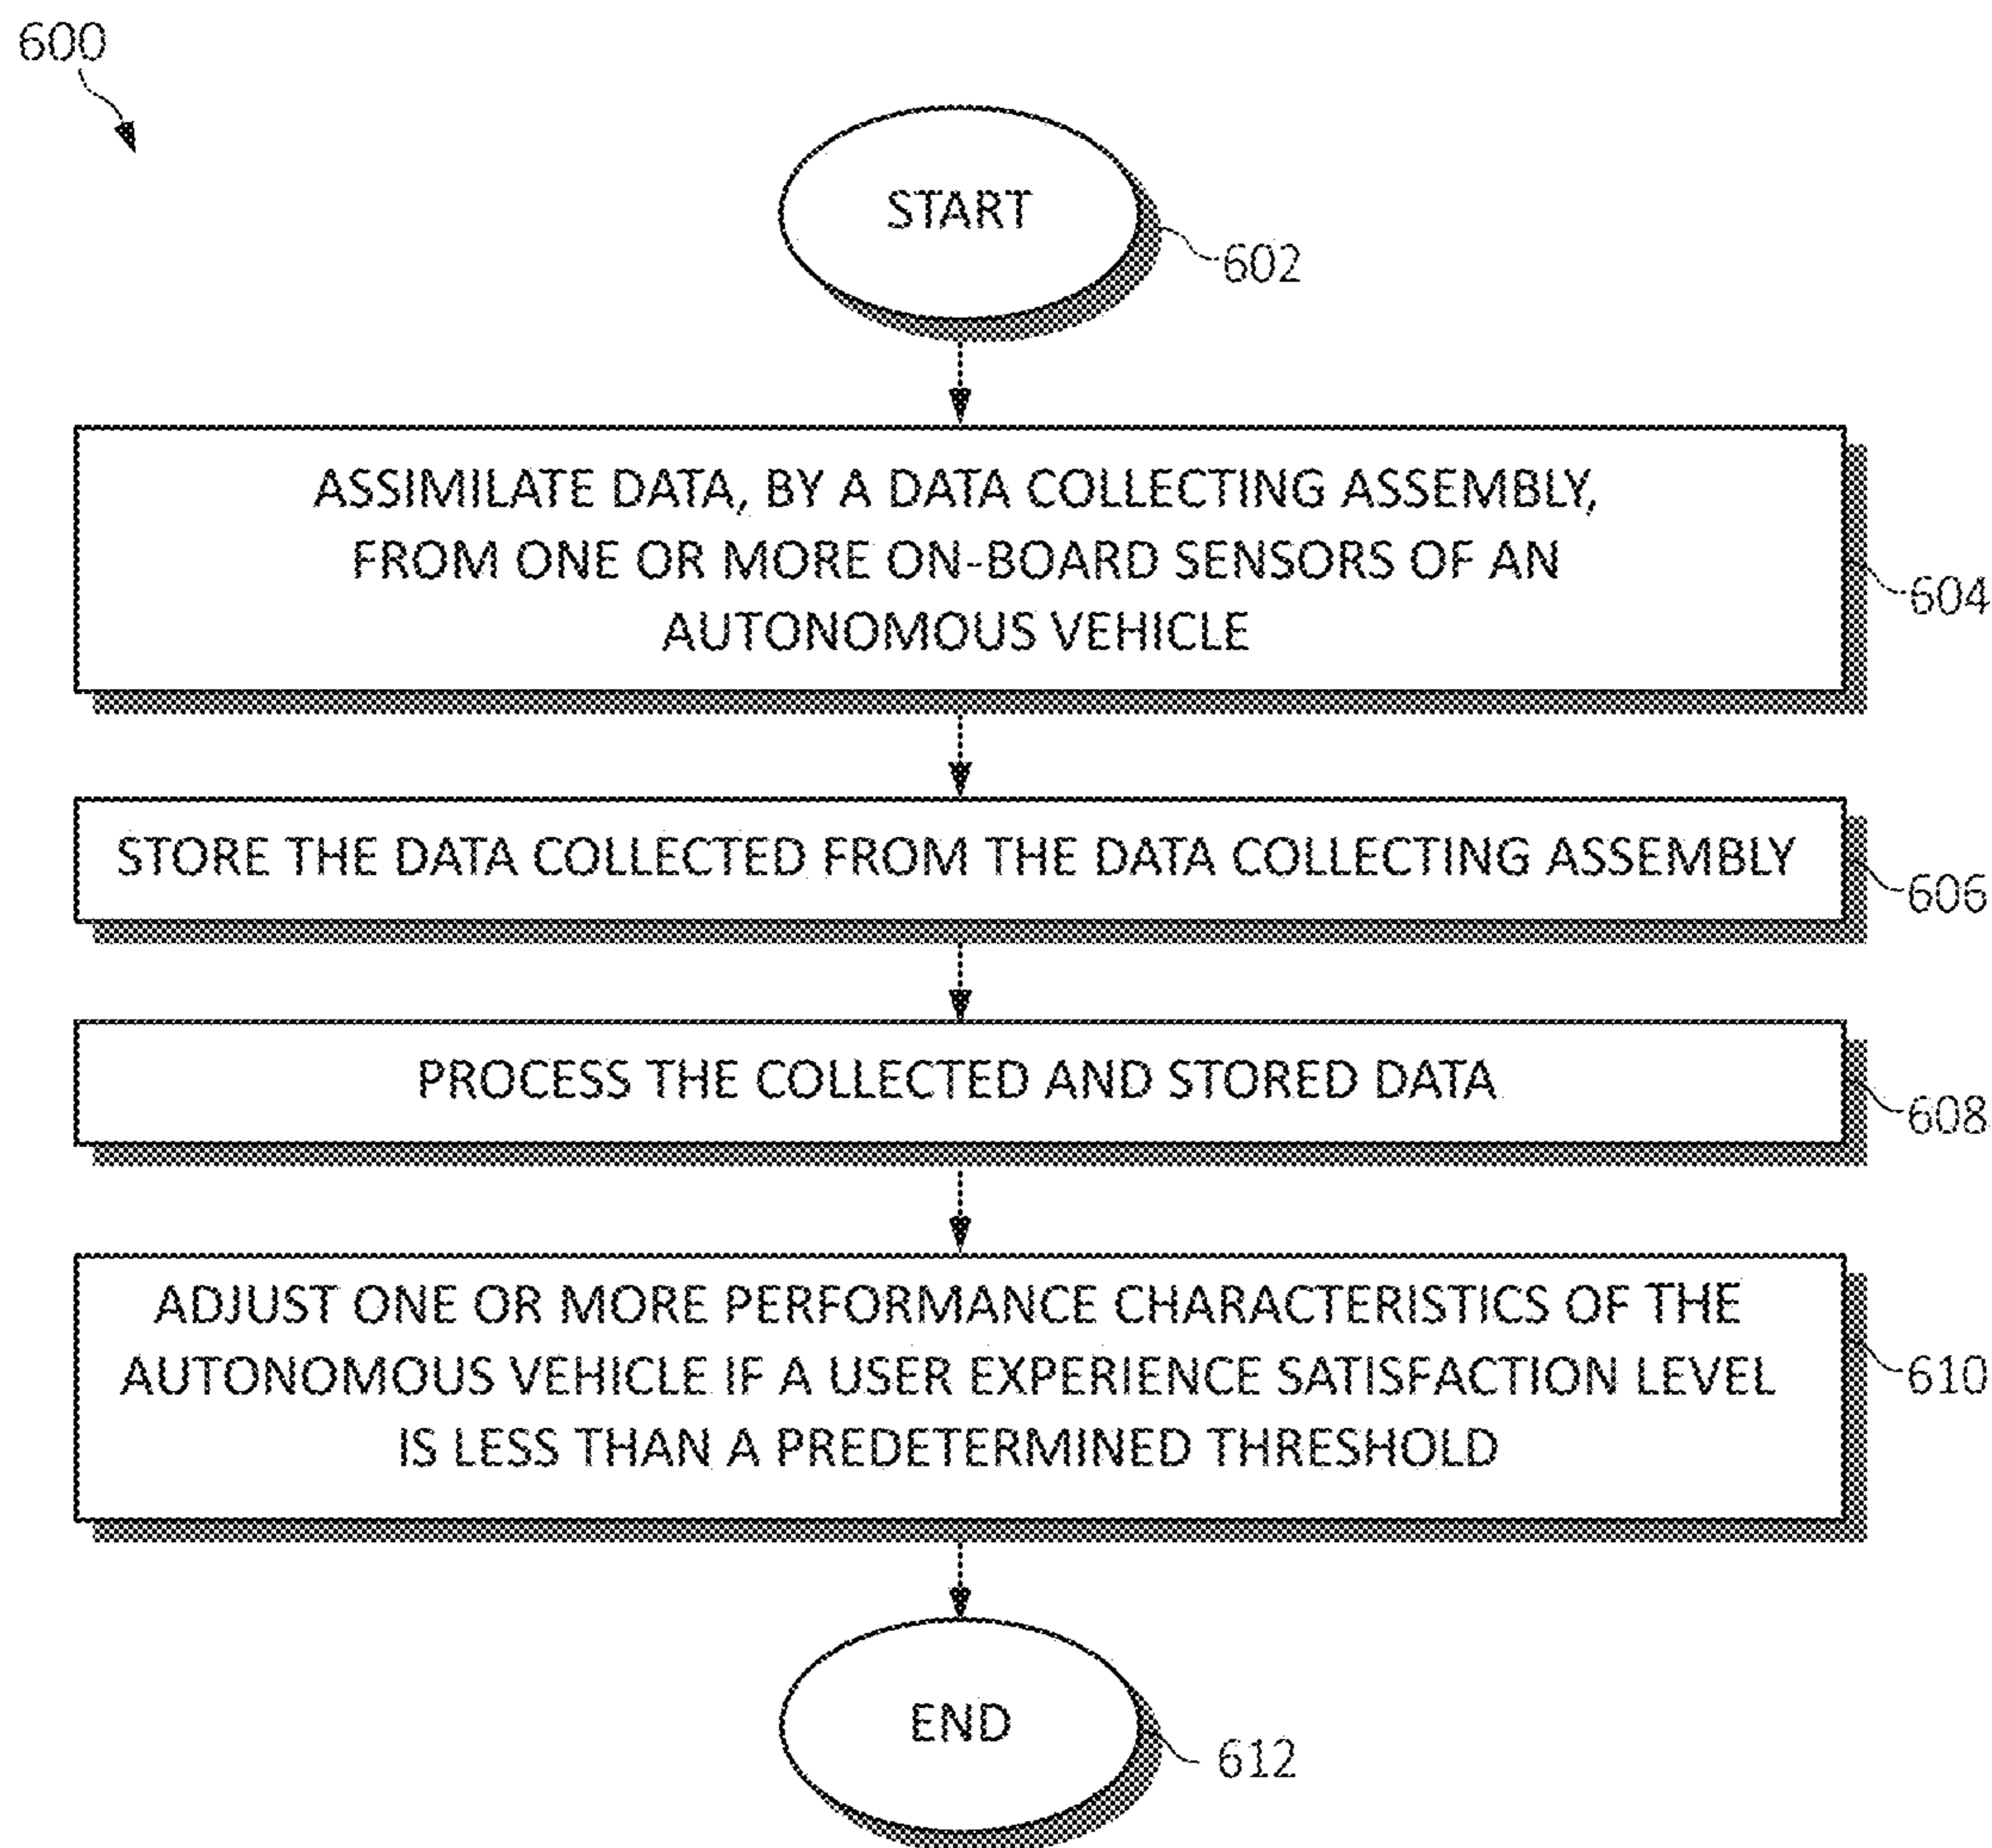 600
START
602
ASSIMILATE DATA, BY A DATA COLLECTING ASSEMBLY,
FROM ONE OR MORE ON-BOARD SENSORS OF AN
AUTONOMOUS VEHICLE
604
STORE THE DATA COLLECTED FROM THE DATA COLLECTING ASSEMBLY
606
PROCESS THE COLLECTED AND STORED DATA
608
ADJUST ONE OR MORE PERFORMANCE CHARACTERISTICS OF THE
AUTONOMOUS VEHICLE IF A USER EXPERIENCE SATISFACTION LEVEL
IS LESS THAN A PREDETERMINED THRESHOLD
610
END
612